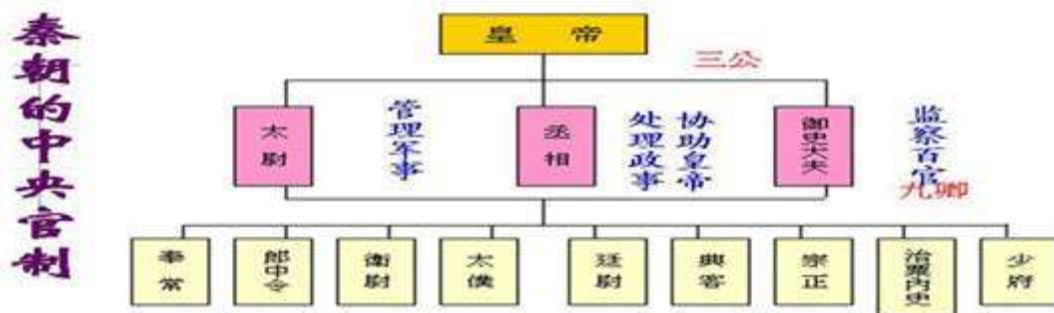 秦朝的中央官制
皇帝
三公
太尉
管理军事
丞相
协助皇帝
处理政事
御史大夫
监察百官
九卿
奉常
郎中令
衛尉
太僕
廷尉
典客
宗正
治粟内史
少府